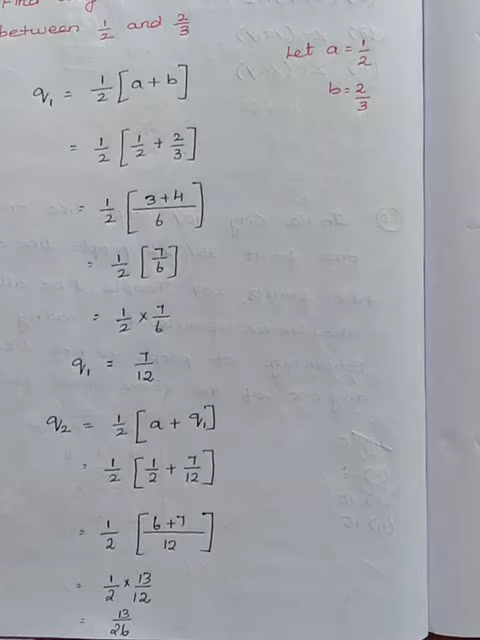 Find any
between 1/2 and 2/3
Let a = 1/2
b = 2/3
q₁ = 1/2 [a + b]
= 1/2 [1/2 + 2/3]
= 1/2 [(3+4)/6]
= 1/2 [7/6]
= 1/2 × 7/6
q₁ = 7/12
q₂ = 1/2 [a + q₁]
= 1/2 [1/2 + 7/12]
= 1/2 [(6+7)/12]
= 1/2 × 13/12
= 13/26